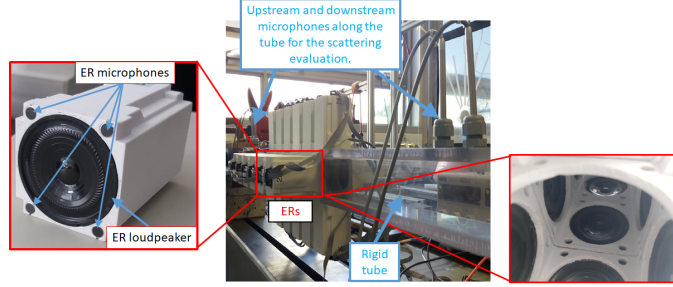 Upstream and downstream
microphones along the
tube for the scattering
evaluation.
ER microphones
ER loudpeaker
ERs
Rigid
tube